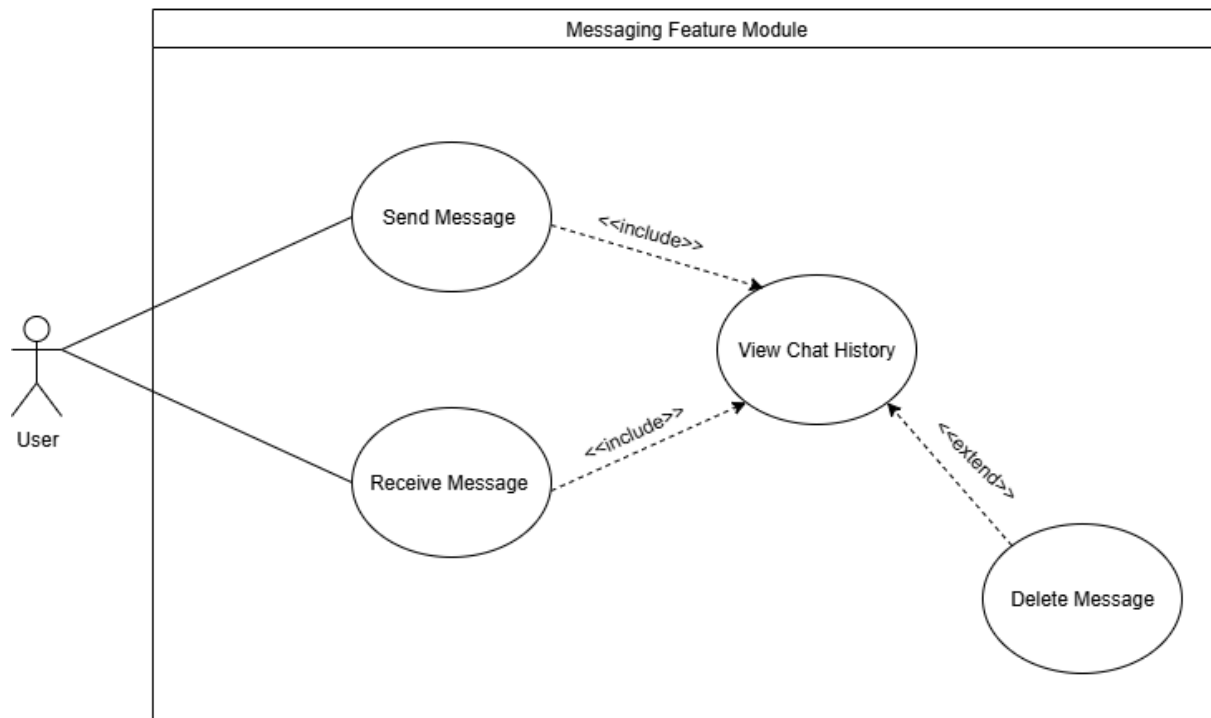 Messaging Feature Module
Send Message
<<include>>
View Chat History
User
Receive Message
<<include>>
<<extend>>
Delete Message